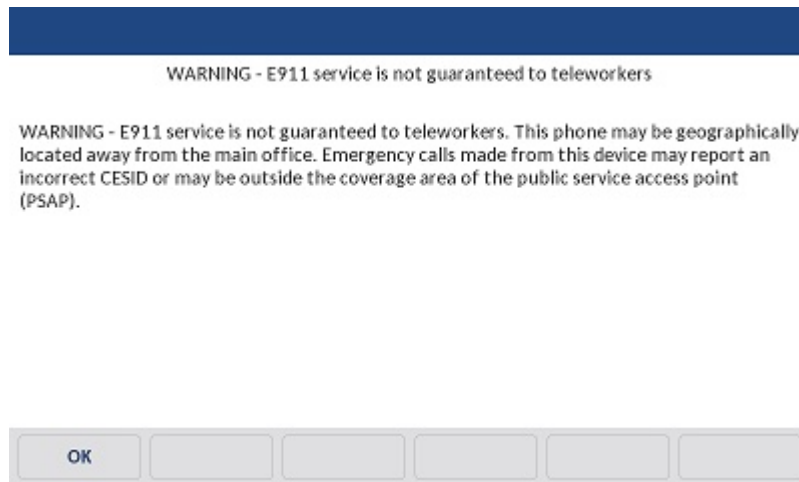 WARNING - E911 service is not guaranteed to teleworkers
WARNING - E911 service is not guaranteed to teleworkers. This phone may be geographically
located away from the main office. Emergency calls made from this device may report an
incorrect CESID or may be outside the coverage area of the public service access point
(PSAP).
OK